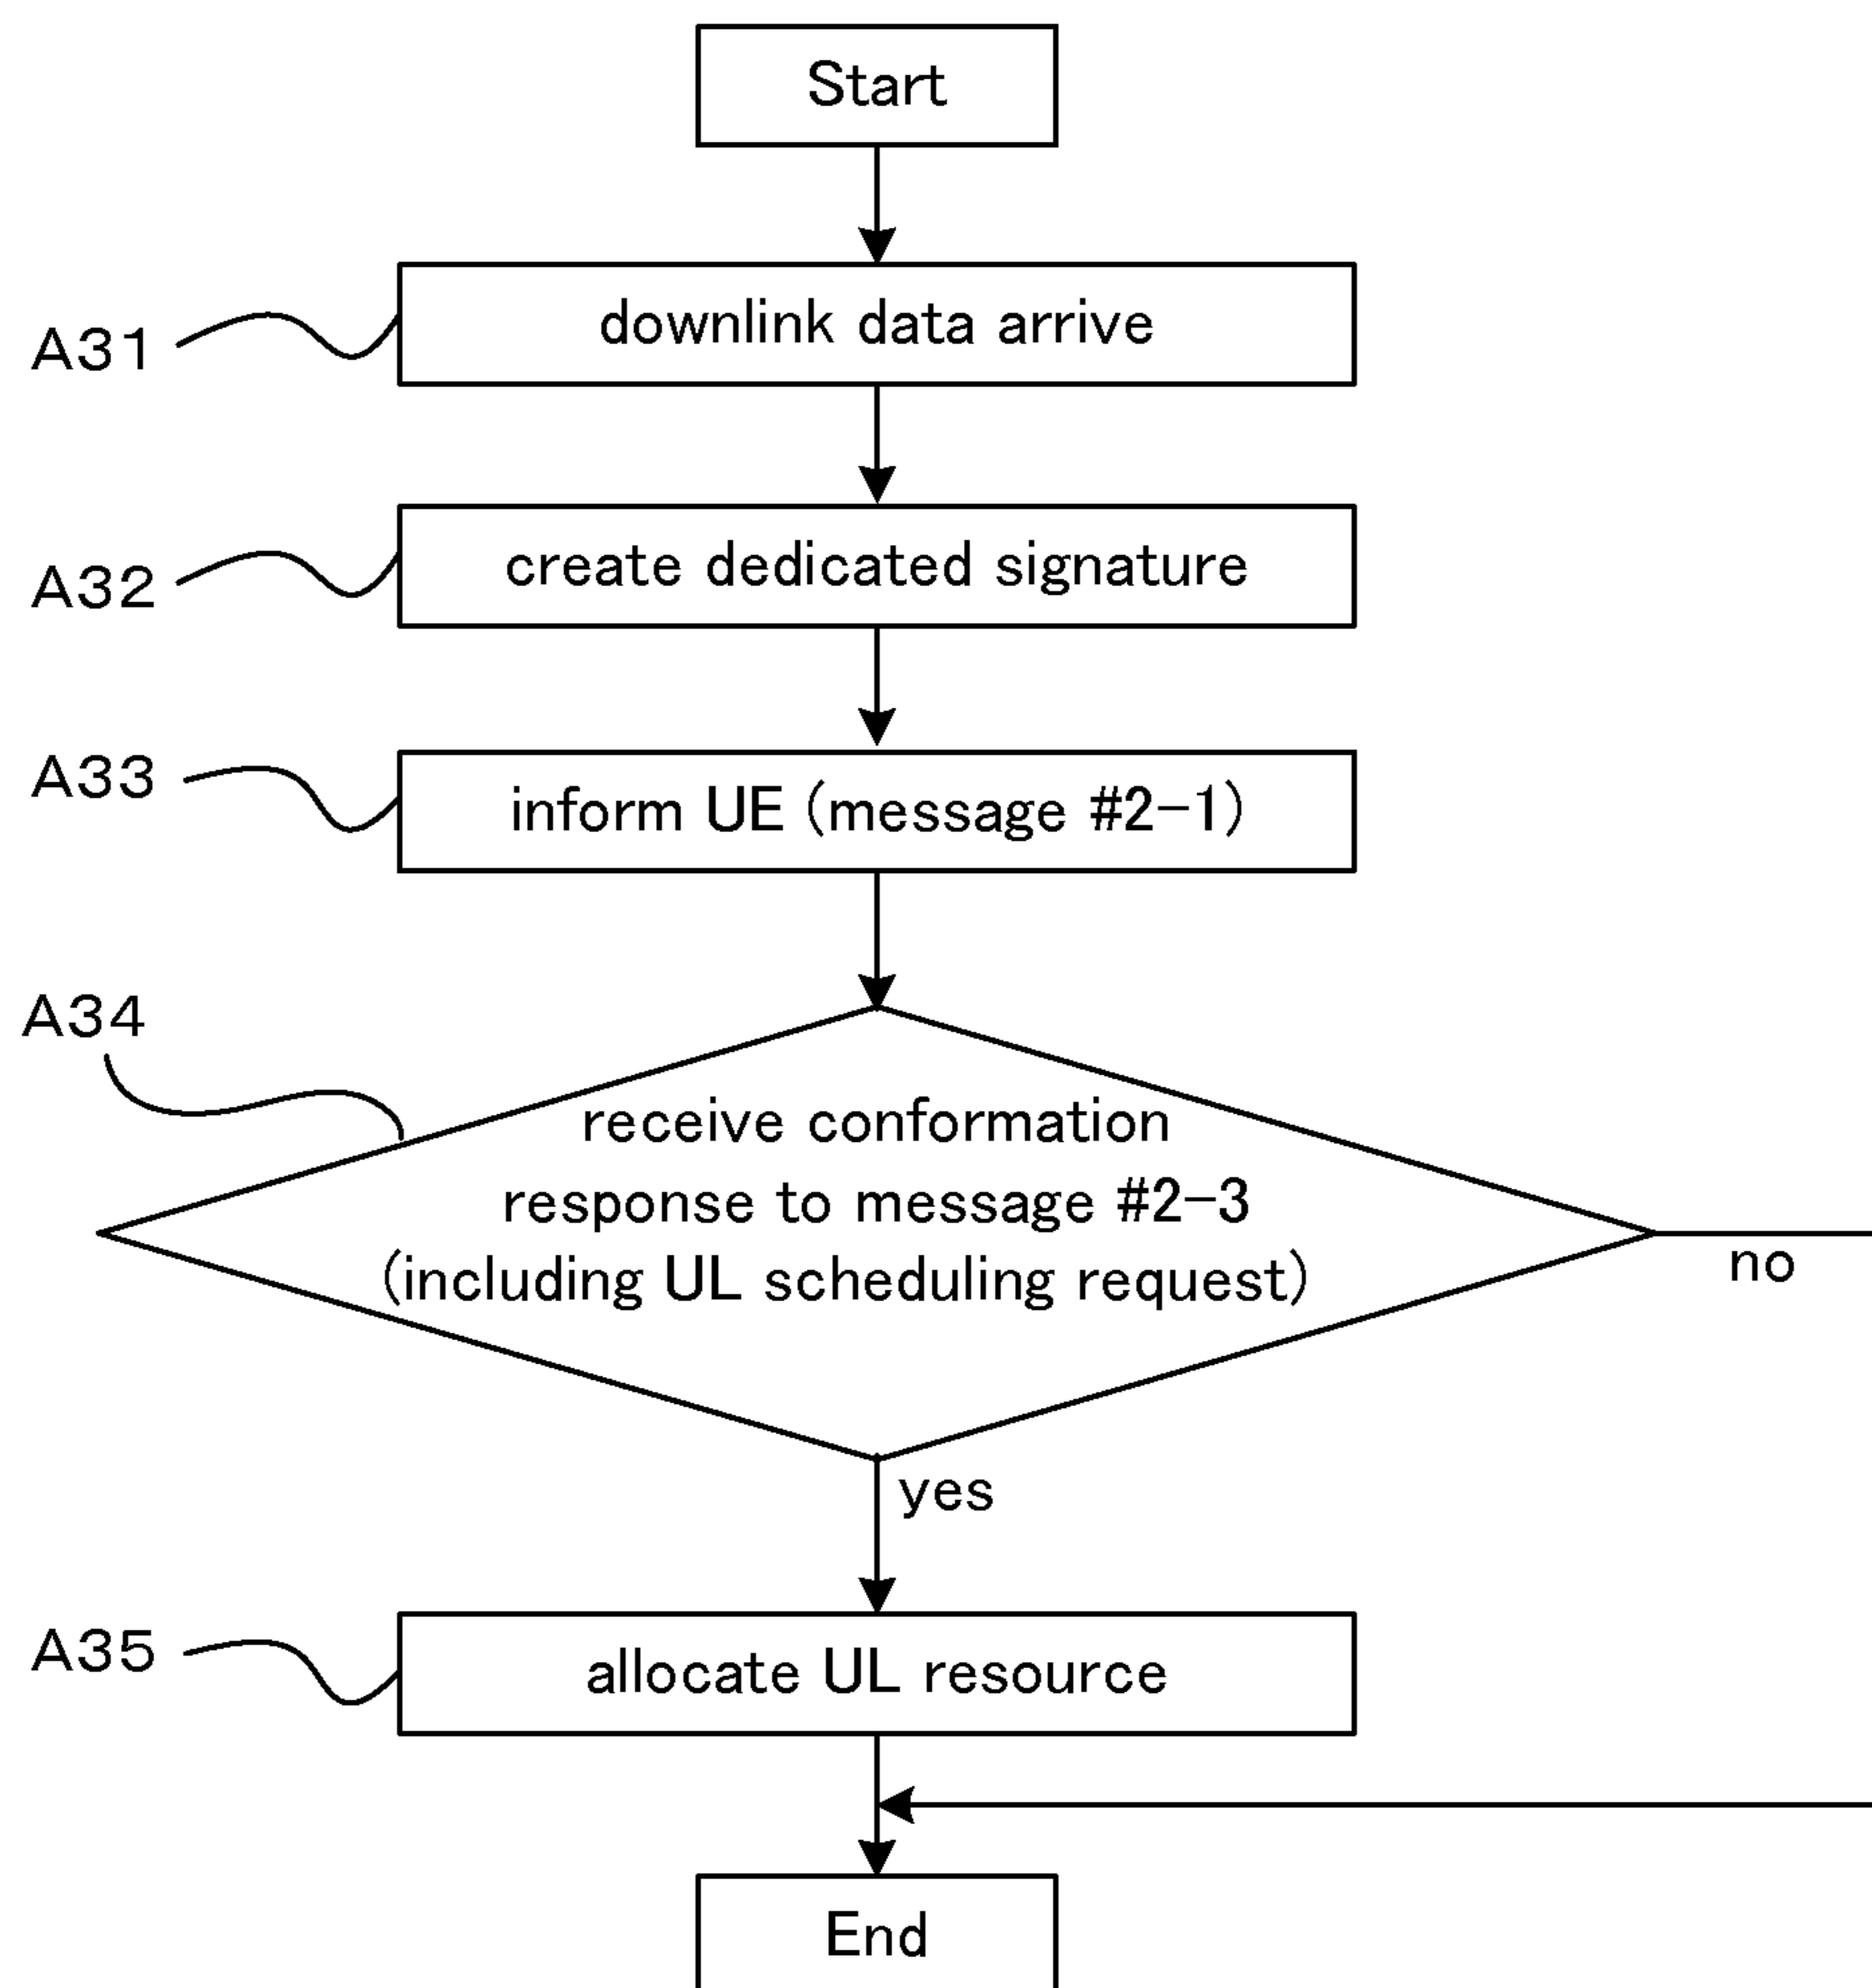 Start
A31
downlink data arrive
A32
create dedicated signature
A33
inform UE (message #2-1)
A34
receive conformation
response to message #2-3
(including UL scheduling request)
no
yes
A35
allocate UL resource
End